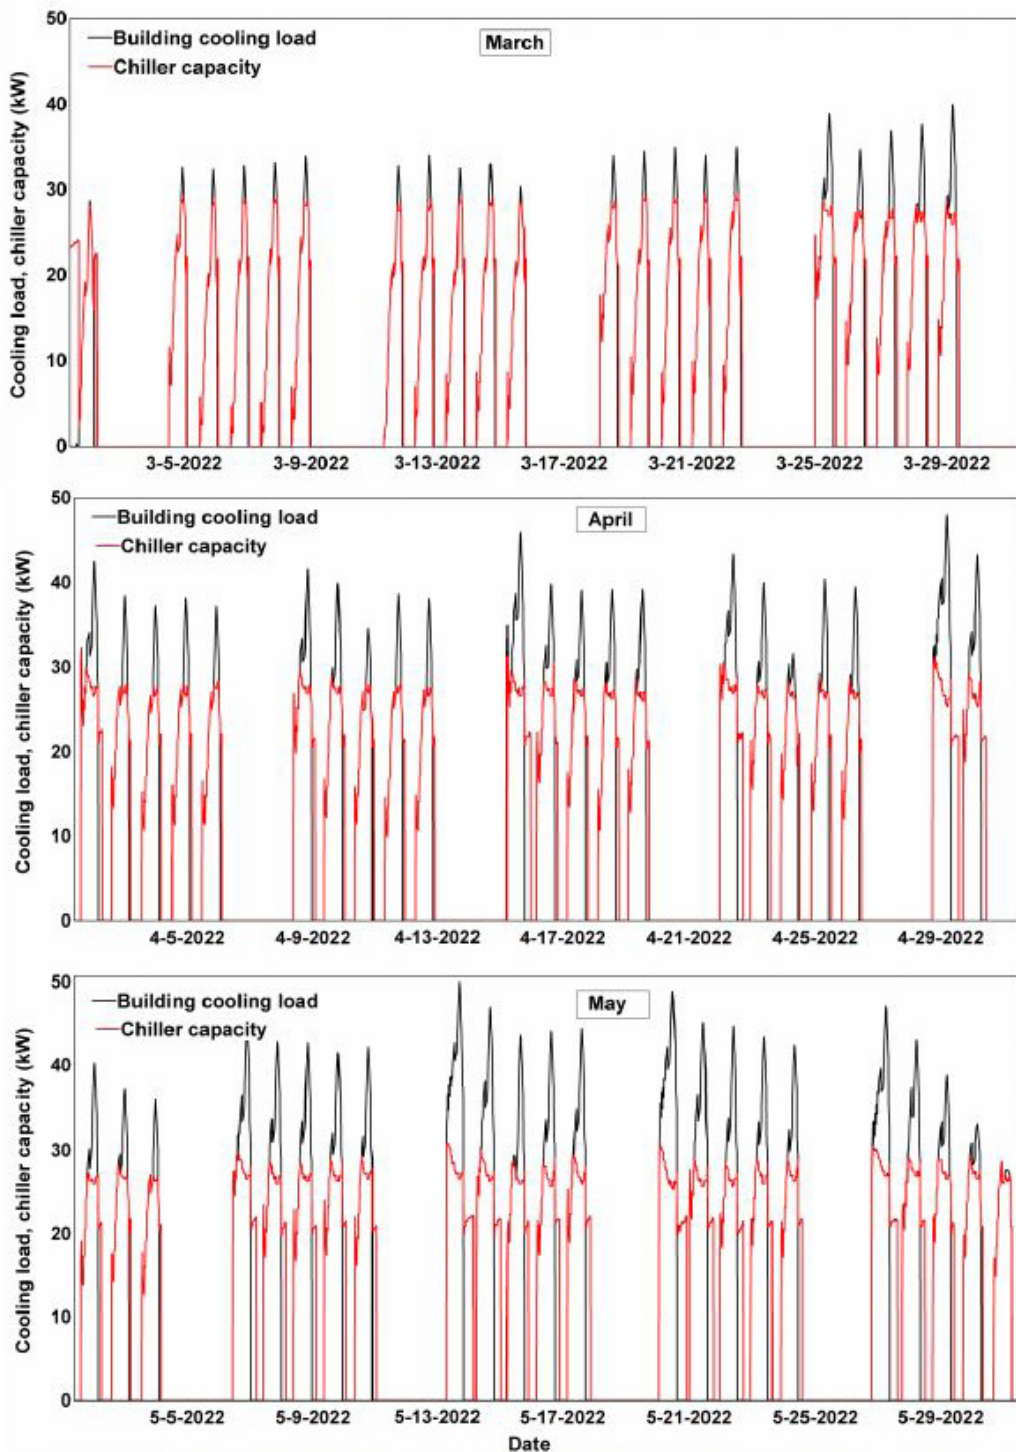 50
Building cooling load
March
Chiller capacity
40
30
20
10
0
Cooling load, chiller capacity (kW)
3-5-2022 3-9-2022 3-13-2022 3-17-2022 3-21-2022 3-25-2022 3-29-2022
50
Building cooling load
April
Chiller capacity
40
30
20
10
0
Cooling load, chiller capacity (kW)
4-5-2022 4-9-2022 4-13-2022 4-17-2022 4-21-2022 4-25-2022 4-29-2022
50
Building cooling load
May
Chiller capacity
40
30
20
10
0
Cooling load, chiller capacity (kW)
5-5-2022 5-9-2022 5-13-2022 5-17-2022 5-21-2022 5-25-2022 5-29-2022
Date